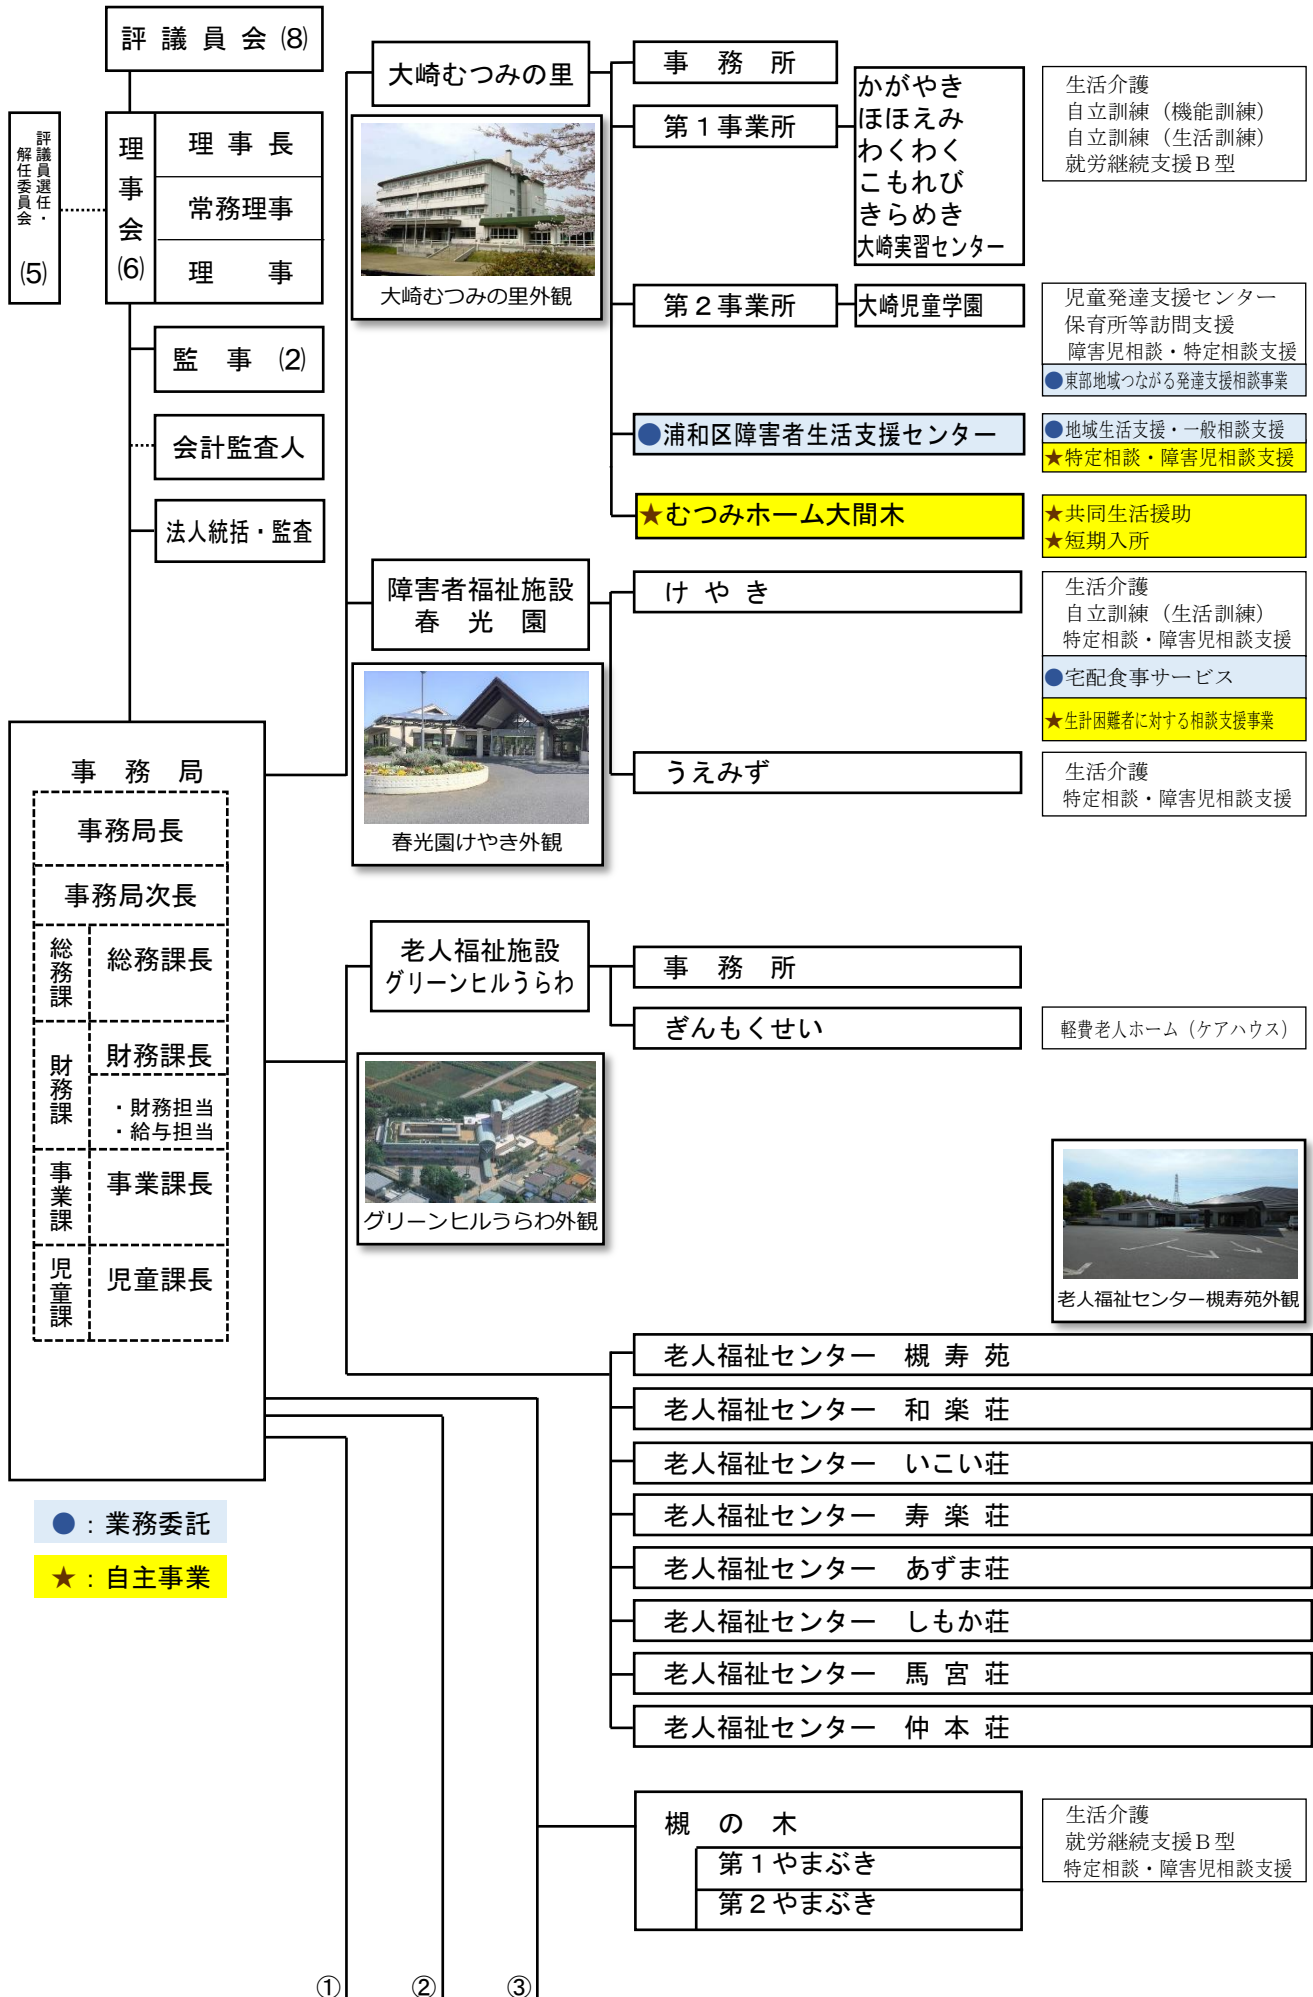 評議員会 (8)
評議員選任・
解任委員会
(5)
理事会
(6)
理事長
常務理事
理　事
監　事 (2)
会計監査人
法人統括・監査
大崎むつみの里
大崎むつみの里外観
事　務　所
第１事業所
かがやき
ほほえみ
わくわく
こもれび
きらめき
大崎実習センター
生活介護
自立訓練（機能訓練）
自立訓練（生活訓練）
就労継続支援Ｂ型
第２事業所
大崎児童学園
児童発達支援センター
保育所等訪問支援
障害児相談・特定相談支援
●東部地域つながる発達支援相談事業
●浦和区障害者生活支援センター
●地域生活支援・一般相談支援
★特定相談・障害児相談支援
★むつみホーム大間木
★共同生活援助
★短期入所
障害者福祉施設
春　光　園
春光園けやき外観
け や き
生活介護
自立訓練（生活訓練）
特定相談・障害児相談支援
●宅配食事サービス
★生計困難者に対する相談支援事業
うえみず
生活介護
特定相談・障害児相談支援
事　務　局
事務局長
事務局次長
総務課
総務課長
財務課
財務課長
・財務担当
・給与担当
事業課
事業課長
児童課
児童課長
●：業務委託
★：自主事業
老人福祉施設
グリーンヒルうらわ
グリーンヒルうらわ外観
事　務　所
ぎんもくせい
軽費老人ホーム（ケアハウス）
老人福祉センター槻寿苑外観
老人福祉センター　槻 寿 苑
老人福祉センター　和 楽 荘
老人福祉センター　いこい荘
老人福祉センター　寿 楽 荘
老人福祉センター　あずま荘
老人福祉センター　しもか荘
老人福祉センター　馬 宮 荘
老人福祉センター　仲 本 荘
槻　の　木
第１やまぶき
第２やまぶき
生活介護
就労継続支援Ｂ型
特定相談・障害児相談支援
①　②　③